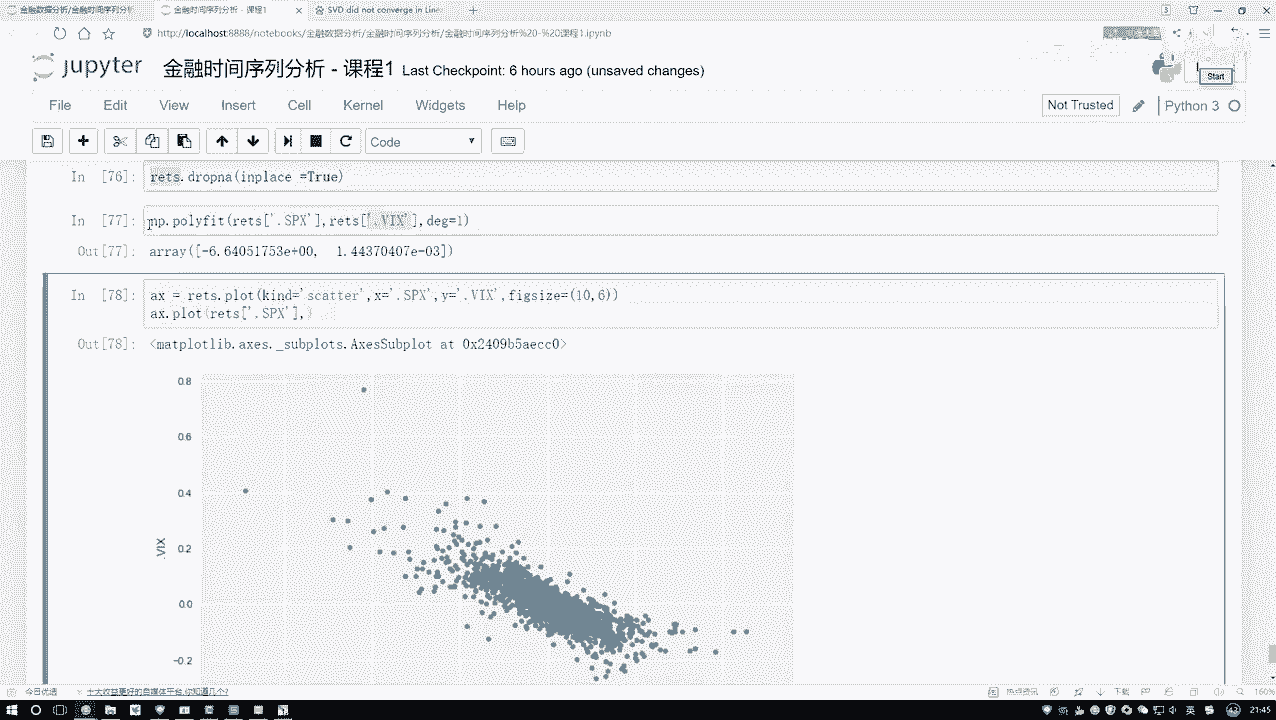 金融数据分析/金融时间序列分析
金融时间序列分析 - 课程1
SVD did not converge in Line
http://localhost:8888/notebooks/金融数据分析/金融时间序列分析/金融时间序列分析%20-%20课程1.ipynb
jupyter 金融时间序列分析 - 课程1 Last Checkpoint: 6 hours ago (unsaved changes)
Start
File Edit View Insert Cell Kernel Widgets Help
Not Trusted Python 3
Code
In [76]: rets.dropna(inplace =True)
In [77]: np.polyfit(rets['.SPX'],rets['.VIX'],deg=1)
Out[77]: array([-6.64051753e+00, 1.44370407e-03])
In [78]: ax = rets.plot(kind='scatter',x='.SPX',y='.VIX',figsize=(10,6))
ax.plot(rets['.SPX'],)
Out[78]: <matplotlib.axes._subplots.AxesSubplot at 0x2409b5aecc0>
0.8
0.6
0.4
.VIX
0.2
0.0
-0.2
今日优选 十大收益更好的自媒体平台,你知道几个?
热点资讯 下载 160%
英 21:45